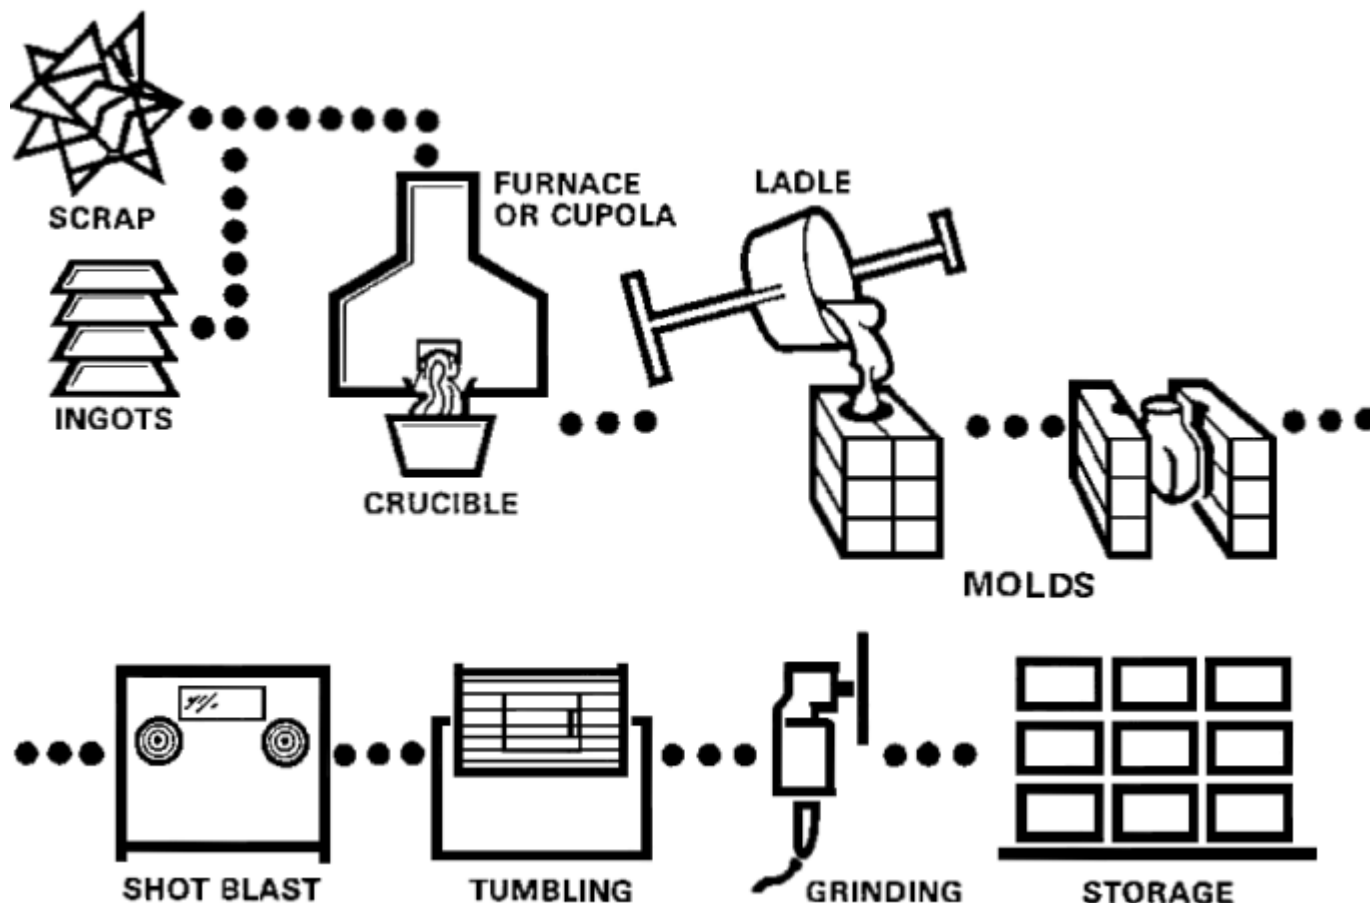 SCRAP
INGOTS
FURNACE
OR CUPOLA
CRUCIBLE
LADLE
MOLDS
SHOT BLAST
TUMBLING
GRINDING
STORAGE